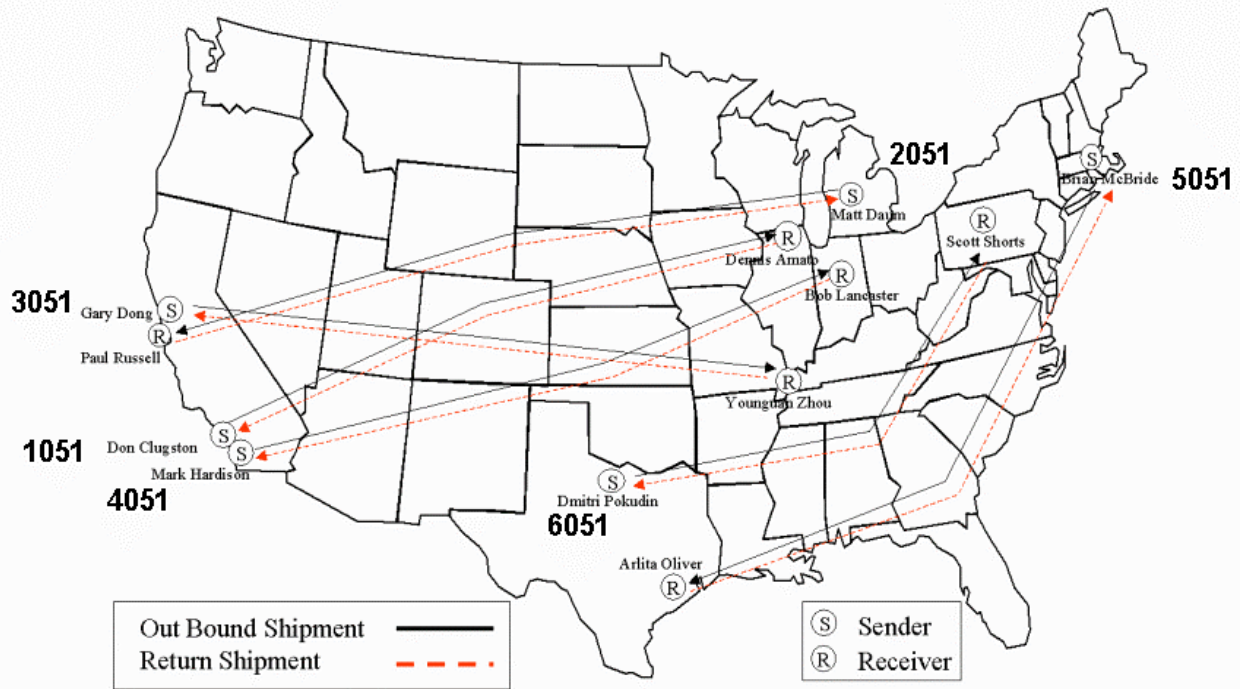 2051
S
Brian McBride
5051
S
Matt Daum
R
Scott Shorts
R
Dennis Amato
R
Bob Lancaster
3051
Gary Dong
S
R
Paul Russell
R
Younguan Zhou
1051
Don Clugston
S
S
Mark Hardison
4051
S
Dmitri Pokudin
6051
Arlita Oliver
R
Out Bound Shipment
Return Shipment
S Sender
R Receiver